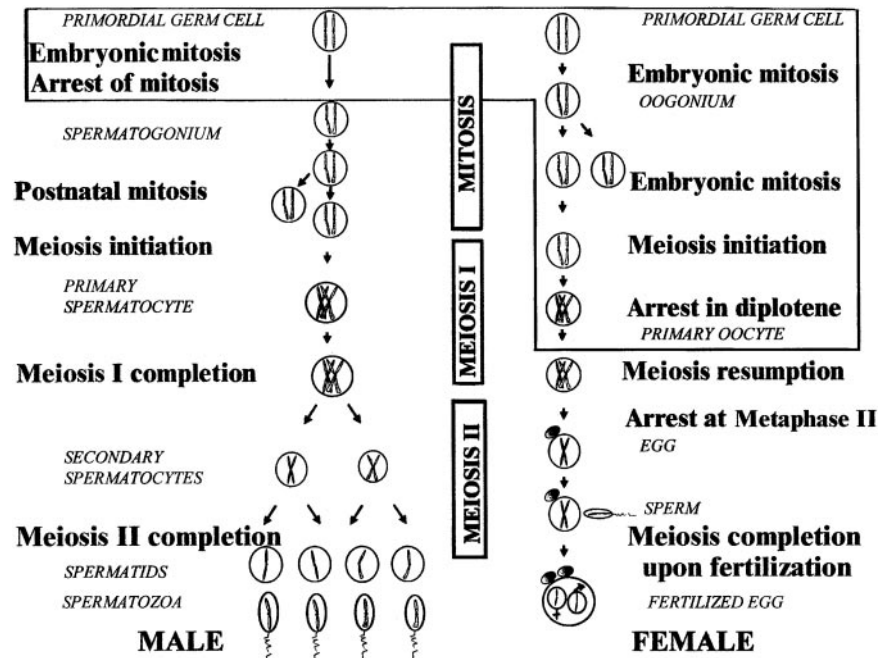 PRIMORDIAL GERM CELL
Embryonic mitosis
Arrest of mitosis
SPERMATOGONIUM
Postnatal mitosis
Meiosis initiation
PRIMARY
SPERMATOCYTE
Meiosis I completion
SECONDARY
SPERMATOCYTES
Meiosis II completion
SPERMATIDS
SPERMATOZOA
MALE
MITOSIS
MEIOSIS I
MEIOSIS II
PRIMORDIAL GERM CELL
Embryonic mitosis
OOGONIUM
Embryonic mitosis
Meiosis initiation
Arrest in diplotene
PRIMARY OOCYTE
Meiosis resumption
Arrest at Metaphase II
EGG
SPERM
Meiosis completion
upon fertilization
FERTILIZED EGG
FEMALE